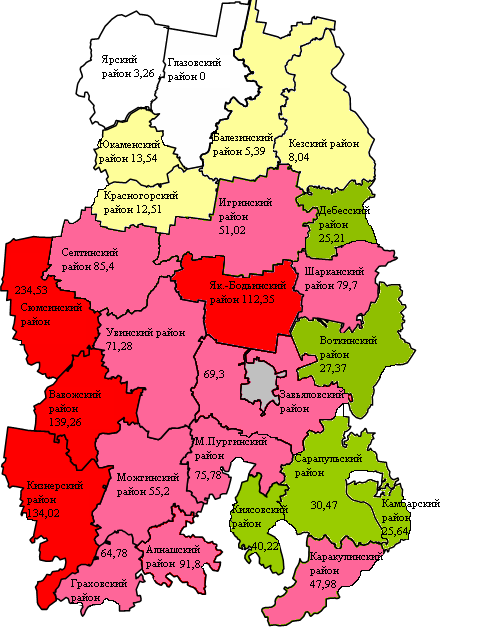 Ярский
район 3,26
Глазовский
район 0
Юкаменский
район 13,54
Балезинский
район 5,39
Кезский район
8,04
Красногорский
район 12,51
Игринский
район
51,02
Дебесский
район
25,21
Селтинский
район 85,4
Шарканский
район 79,7
234,53
Сюмсинский
район
Як.-Бодьинский
район 112,35
Увинский район
71,28
Воткинский
район
27,37
69,3
Завьяловский
район
Вавожский
район
139,26
М.Пургинский
район
75,78
Сарапульский
район
30,47
Можгинский
район 55,2
Кизнерский
район
134,02
Киясовский
район
40,22
Камбарский
район
25,64
64,78
Граховский
район
Алнашский
район 91,8
Каракулинский
район
47,98